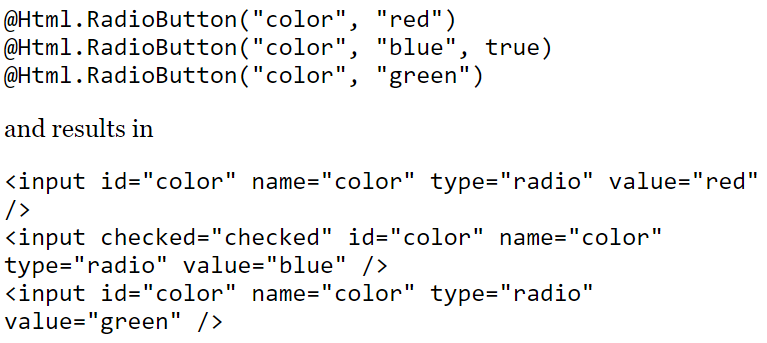 @Html.RadioButton("color", "red")
@Html.RadioButton("color", "blue", true)
@Html.RadioButton("color", "green")
and results in
<input id="color" name="color" type="radio" value="red"
/>
<input checked="checked" id="color" name="color"
type="radio" value="blue" />
<input id="color" name="color" type="radio"
value="green" />